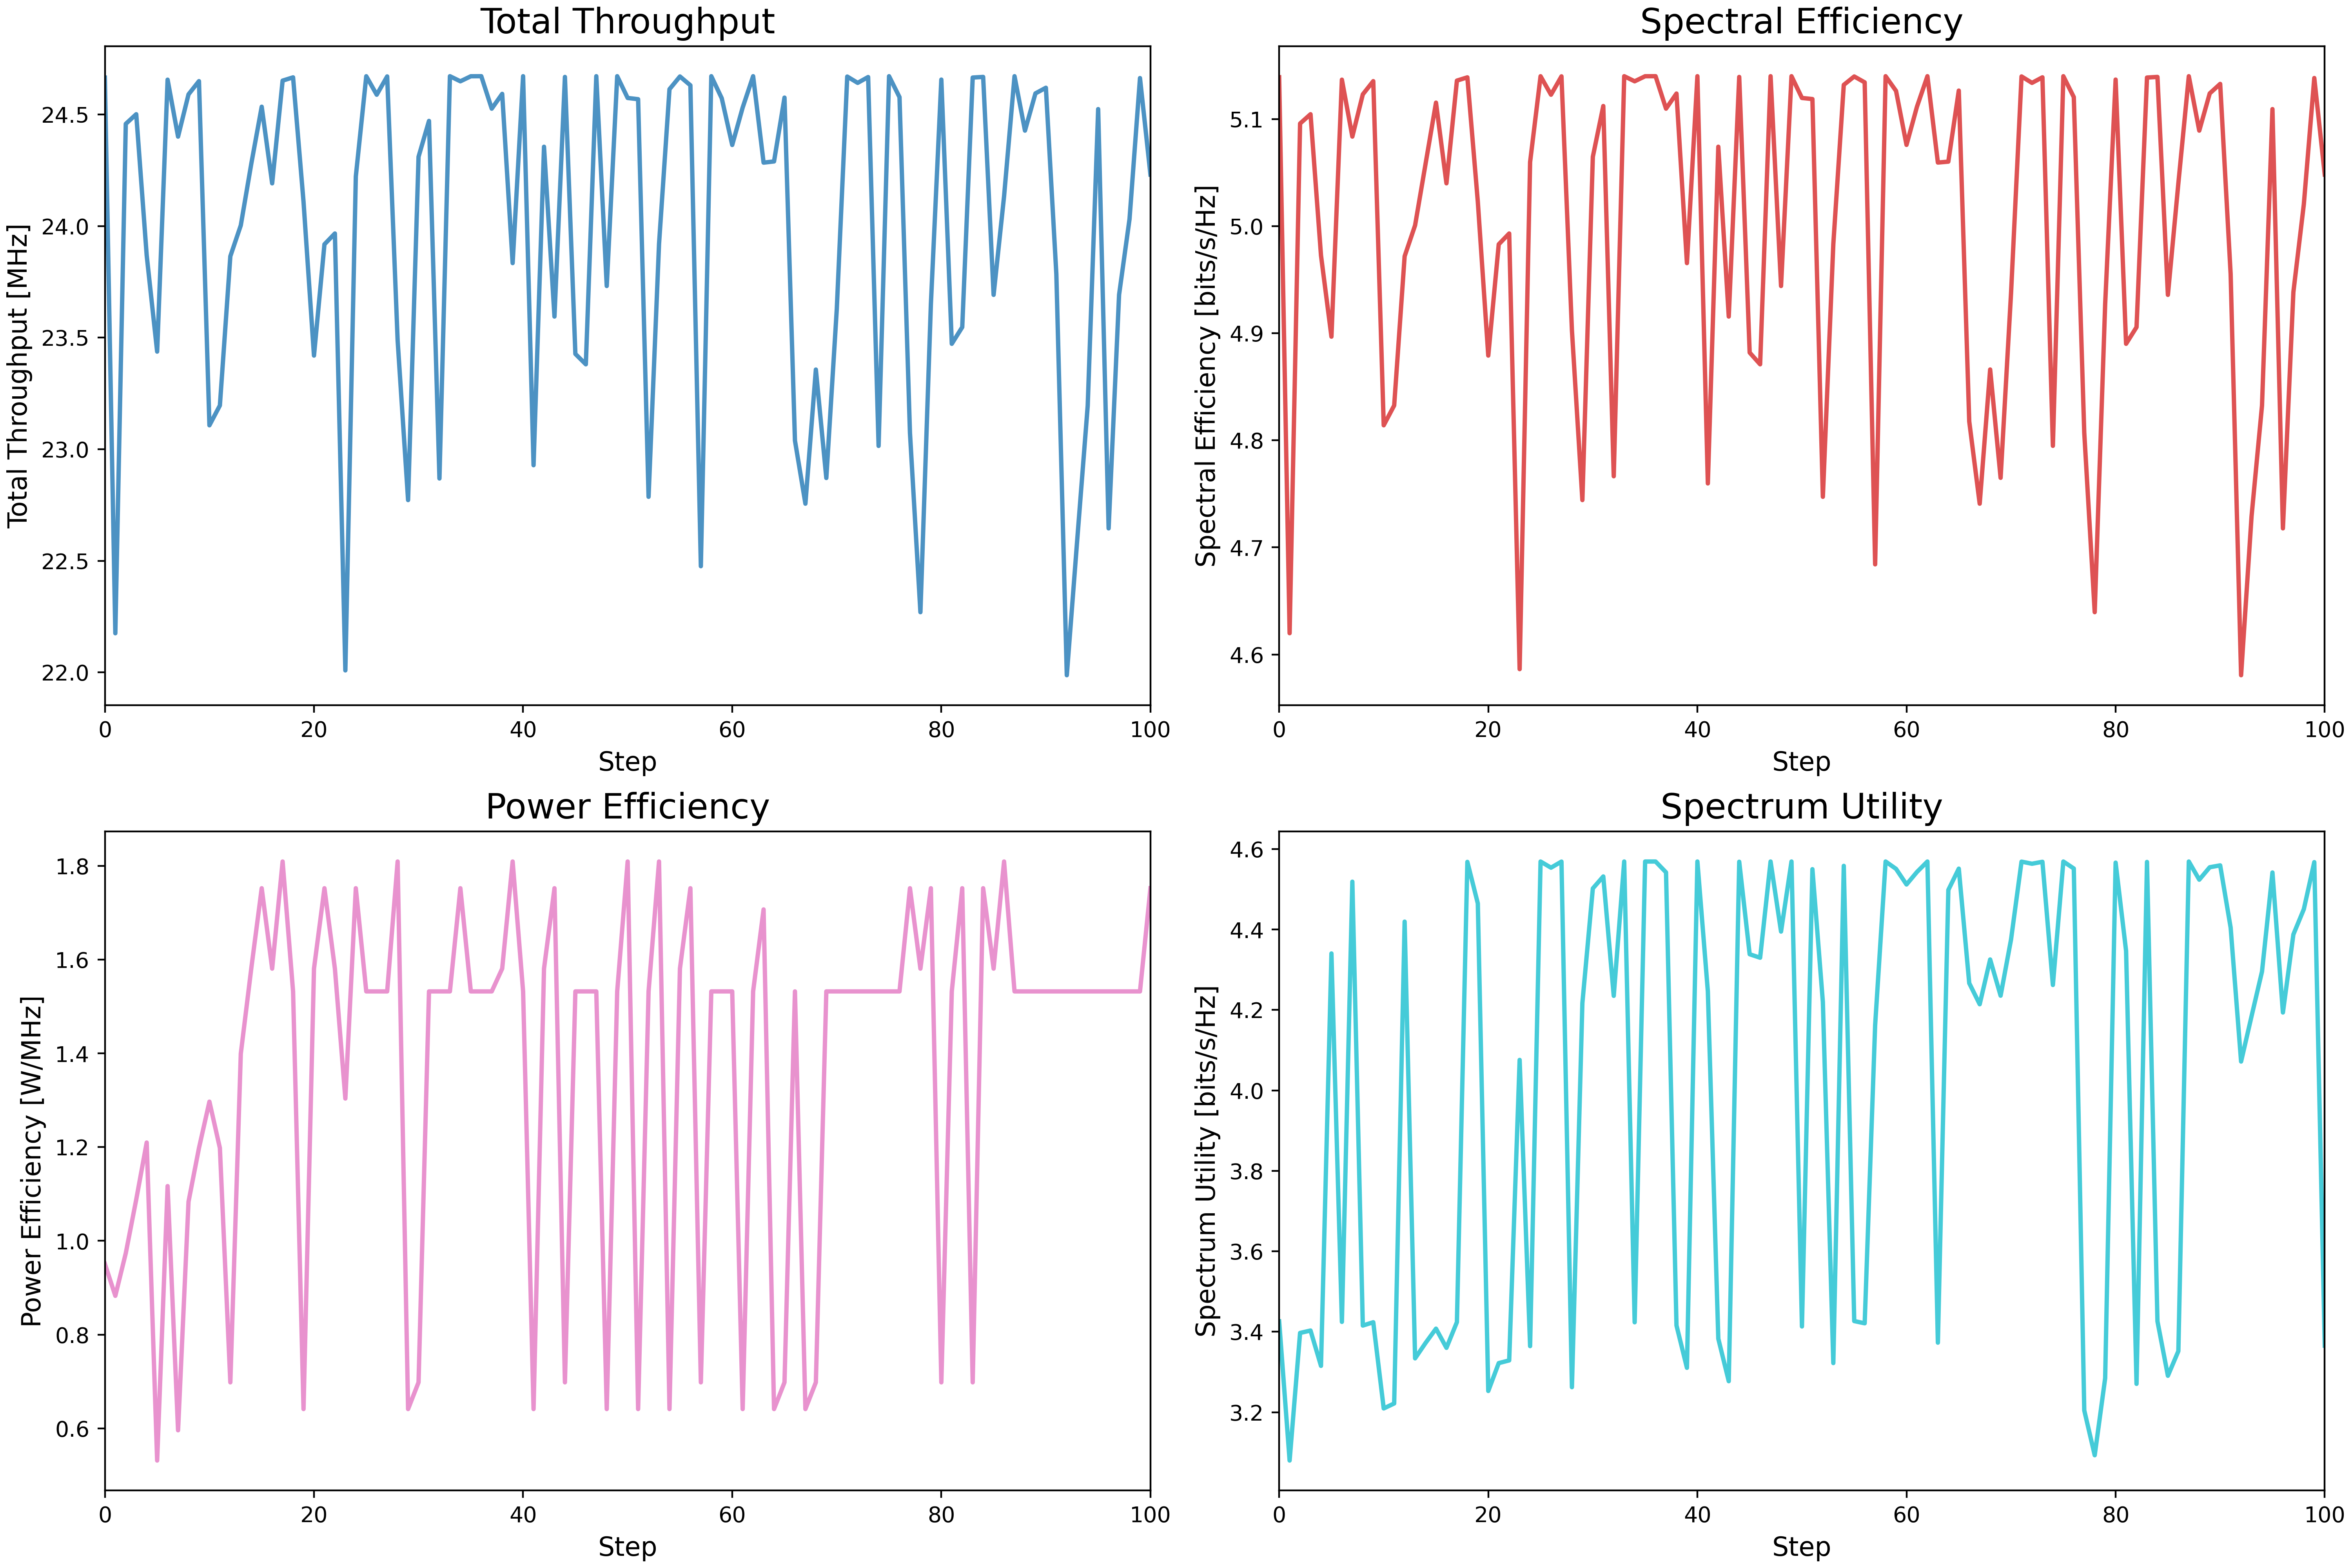 Total Throughput
Total Throughput [MHz]
24.5
24.0
23.5
23.0
22.5
22.0
0 20 40 60 80 100
Step
Spectral Efficiency
Spectral Efficiency [bits/s/Hz]
5.1
5.0
4.9
4.8
4.7
4.6
0 20 40 60 80 100
Step
Power Efficiency
Power Efficiency [W/MHz]
1.8
1.6
1.4
1.2
1.0
0.8
0.6
0 20 40 60 80 100
Step
Spectrum Utility
Spectrum Utility [bits/s/Hz]
4.6
4.4
4.2
4.0
3.8
3.6
3.4
3.2
0 20 40 60 80 100
Step